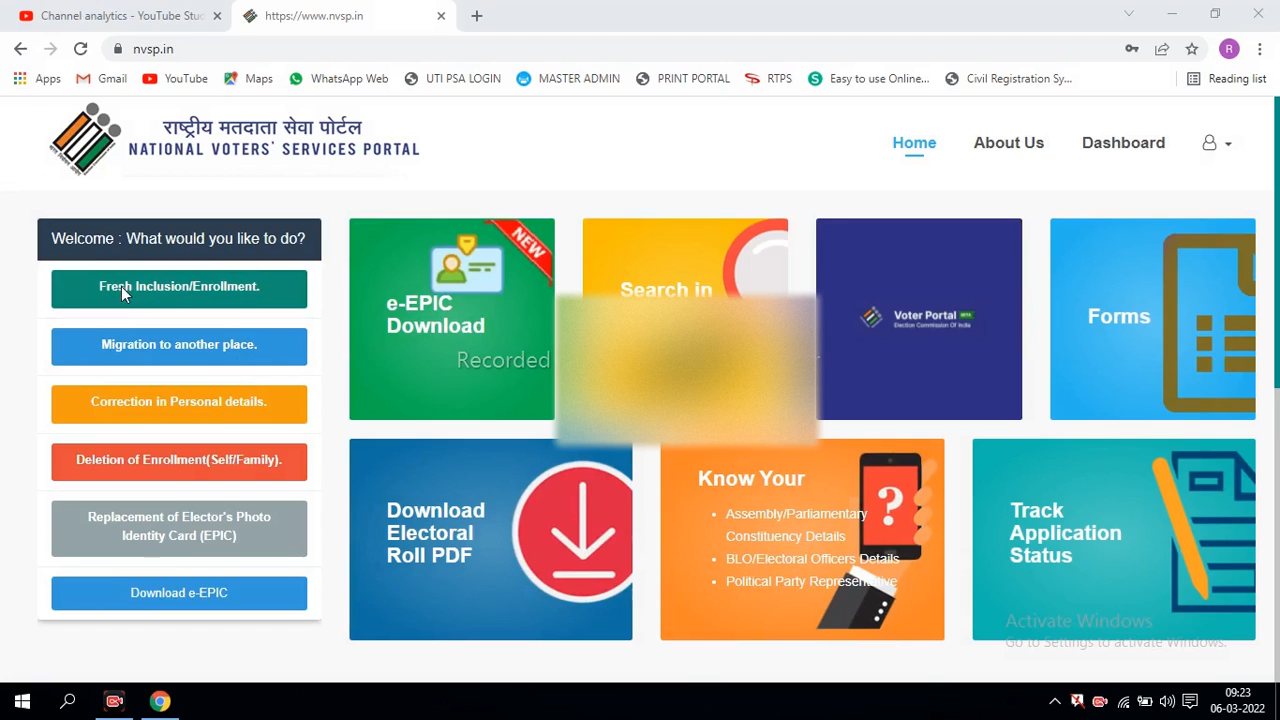 Channel analytics - YouTube Stu
https://www.nvsp.in
nvsp.in
R
Apps
Gmail
YouTube
Maps
WhatsApp Web
UTI PSA LOGIN
MASTER ADMIN
PRINT PORTAL
RTPS
Easy to use Online...
Civil Registration Sy...
Reading list
राष्ट्रीय मतदाता सेवा पोर्टल
NATIONAL VOTERS' SERVICES PORTAL
Home
About Us
Dashboard
Welcome : What would you like to do?
Fresh Inclusion/Enrollment.
Migration to another place.
Correction in Personal details.
Deletion of Enrollment(Self/Family).
Replacement of Elector's Photo
Identity Card (EPIC)
Download e-EPIC
NEW
e-EPIC
Download
Recorded
Search in
Voter Portal BETA
Election Commission Of India
Forms
Download
Electoral
Roll PDF
Know Your
Assembly/Parliamentary
Constituency Details
BLO/Electoral Officers Details
Political Party Representative
Track
Application
Status
Activate Windows
Go to Settings to activate Windows.
09:23
06-03-2022